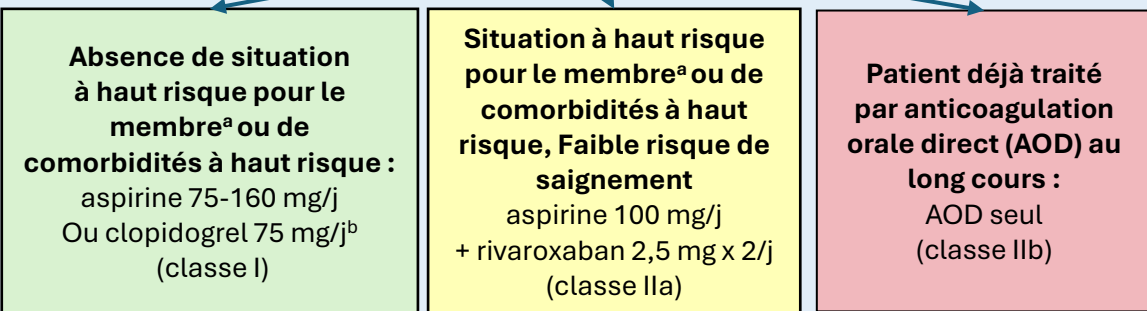 Absence de situation
à haut risque pour le
membreᵃ ou de
comorbidités à haut risque :
aspirine 75-160 mg/j
Ou clopidogrel 75 mg/jᵇ
(classe I)
Situation à haut risque
pour le membreᵃ ou de
comorbidités à haut
risque, Faible risque de
saignement
aspirine 100 mg/j
+ rivaroxaban 2,5 mg x 2/j
(classe IIa)
Patient déjà traité
par anticoagulation
orale direct (AOD) au
long cours :
AOD seul
(classe IIb)